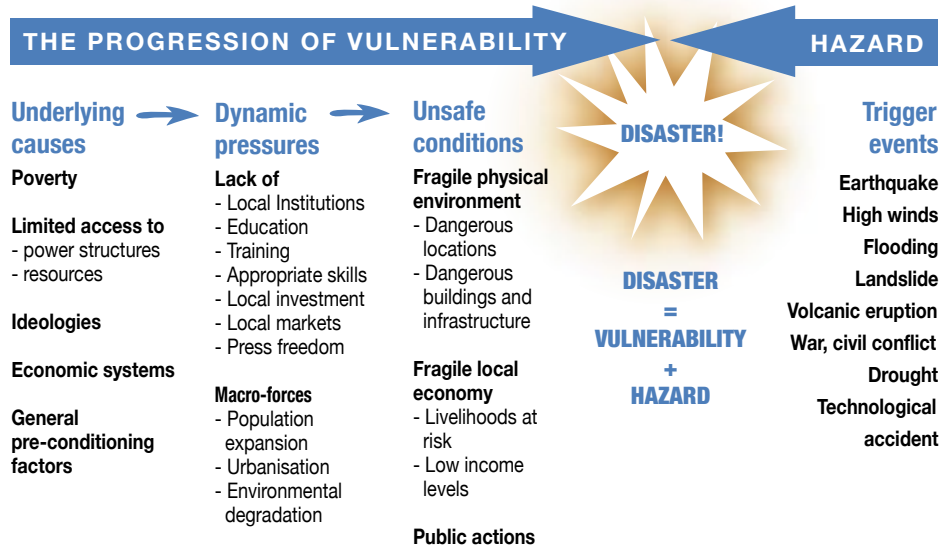 THE PROGRESSION OF VULNERABILITY
HAZARD
Underlying
causes
Poverty
Limited access to
- power structures
- resources
Ideologies
Economic systems
General
pre-conditioning
factors
Dynamic
pressures
Lack of
- Local Institutions
- Education
- Training
- Appropriate skills
- Local investment
- Local markets
- Press freedom
Macro-forces
- Population
expansion
- Urbanisation
- Environmental
degradation
Unsafe
conditions
Fragile physical
environment
- Dangerous
locations
- Dangerous
buildings and
infrastructure
Fragile local
economy
- Livelihoods at
risk
- Low income
levels
Public actions
DISASTER!
DISASTER
=
VULNERABILITY
+
HAZARD
Trigger
events
Earthquake
High winds
Flooding
Landslide
Volcanic eruption
War, civil conflict
Drought
Technological
accident